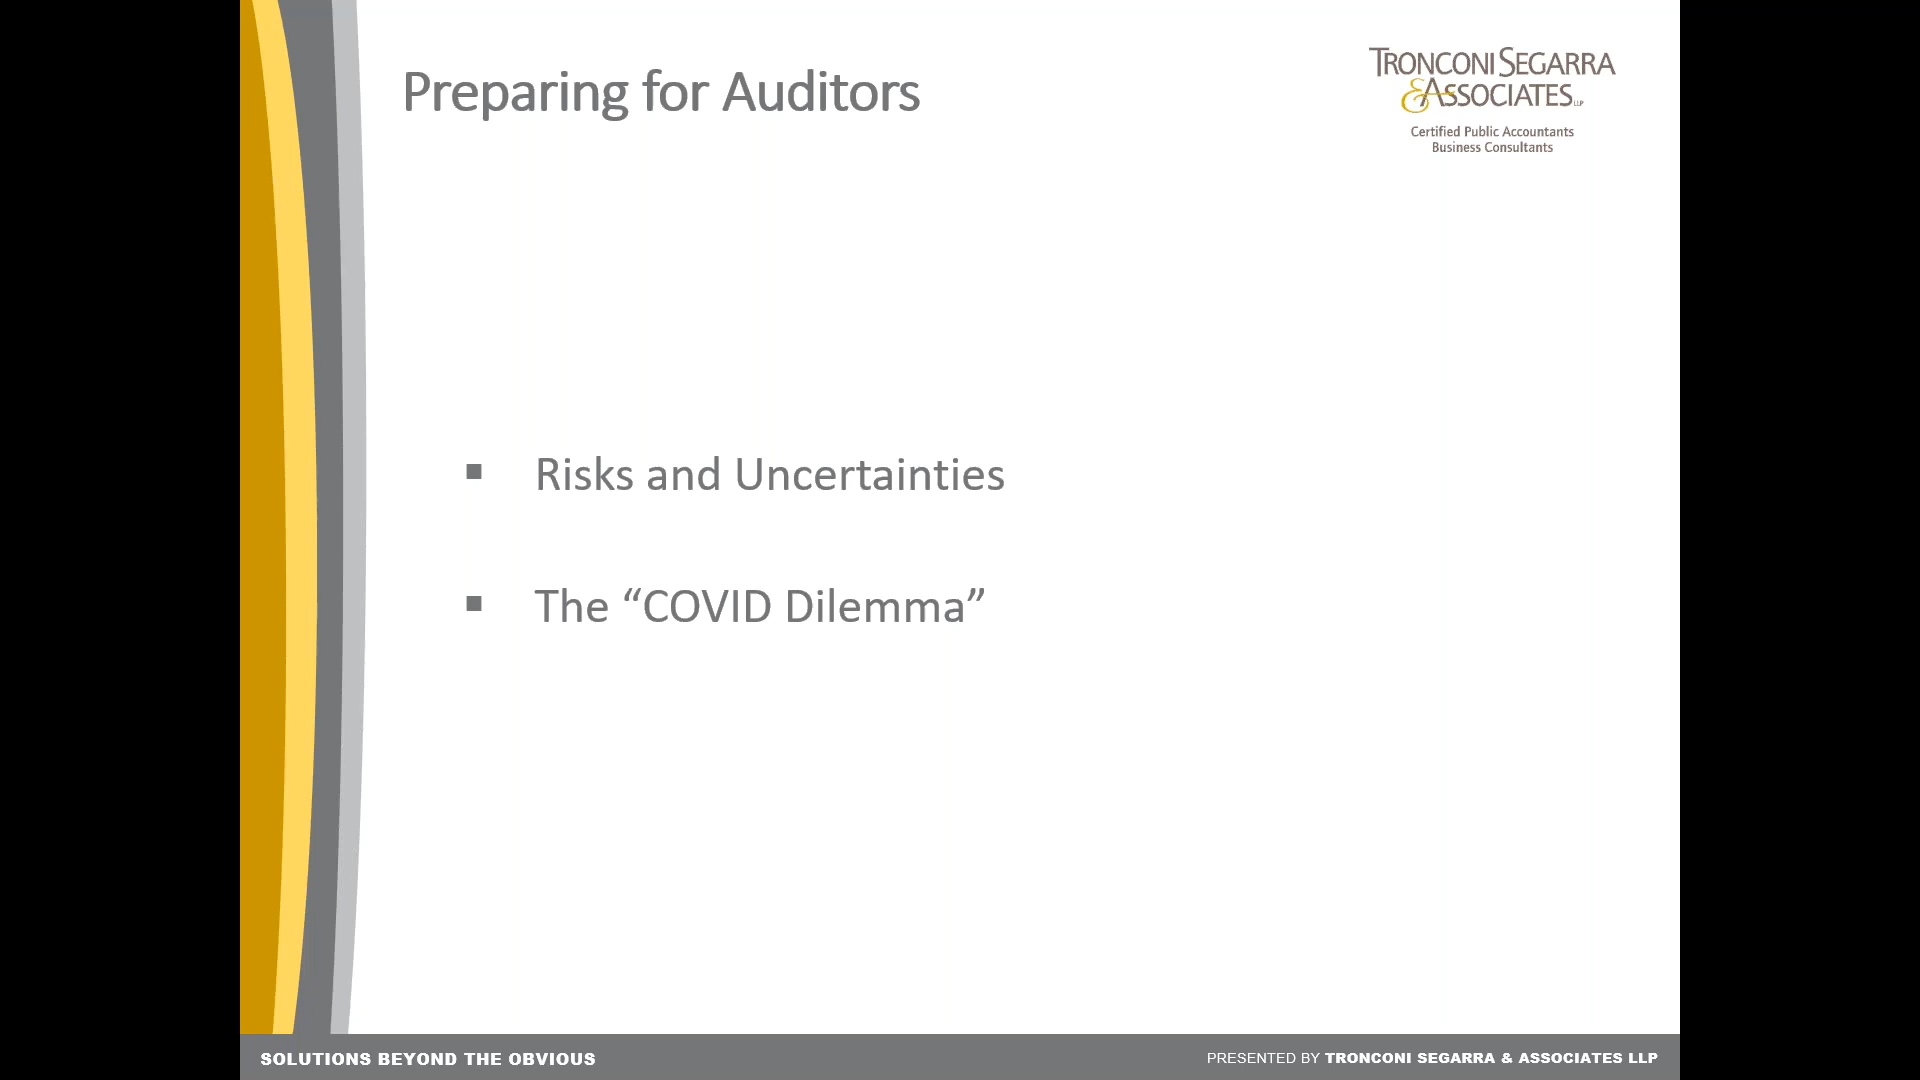 Preparing for Auditors
TRONCONI SEGARRA
& ASSOCIATES LLP
Certified Public Accountants
Business Consultants
▪ Risks and Uncertainties
▪ The “COVID Dilemma”
SOLUTIONS BEYOND THE OBVIOUS
PRESENTED BY TRONCONI SEGARRA & ASSOCIATES LLP